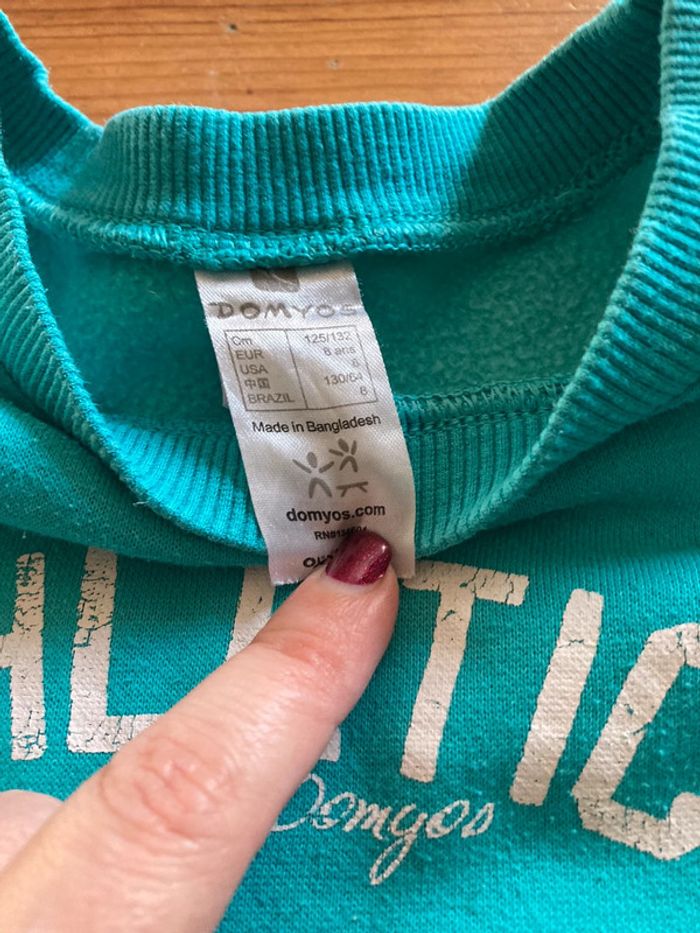 DOMYOS
Cm 125/132
EUR 8 ans
USA 8
中国 130/64
BRAZIL 8
Made in Bangladesh
domyos.com
Domyos